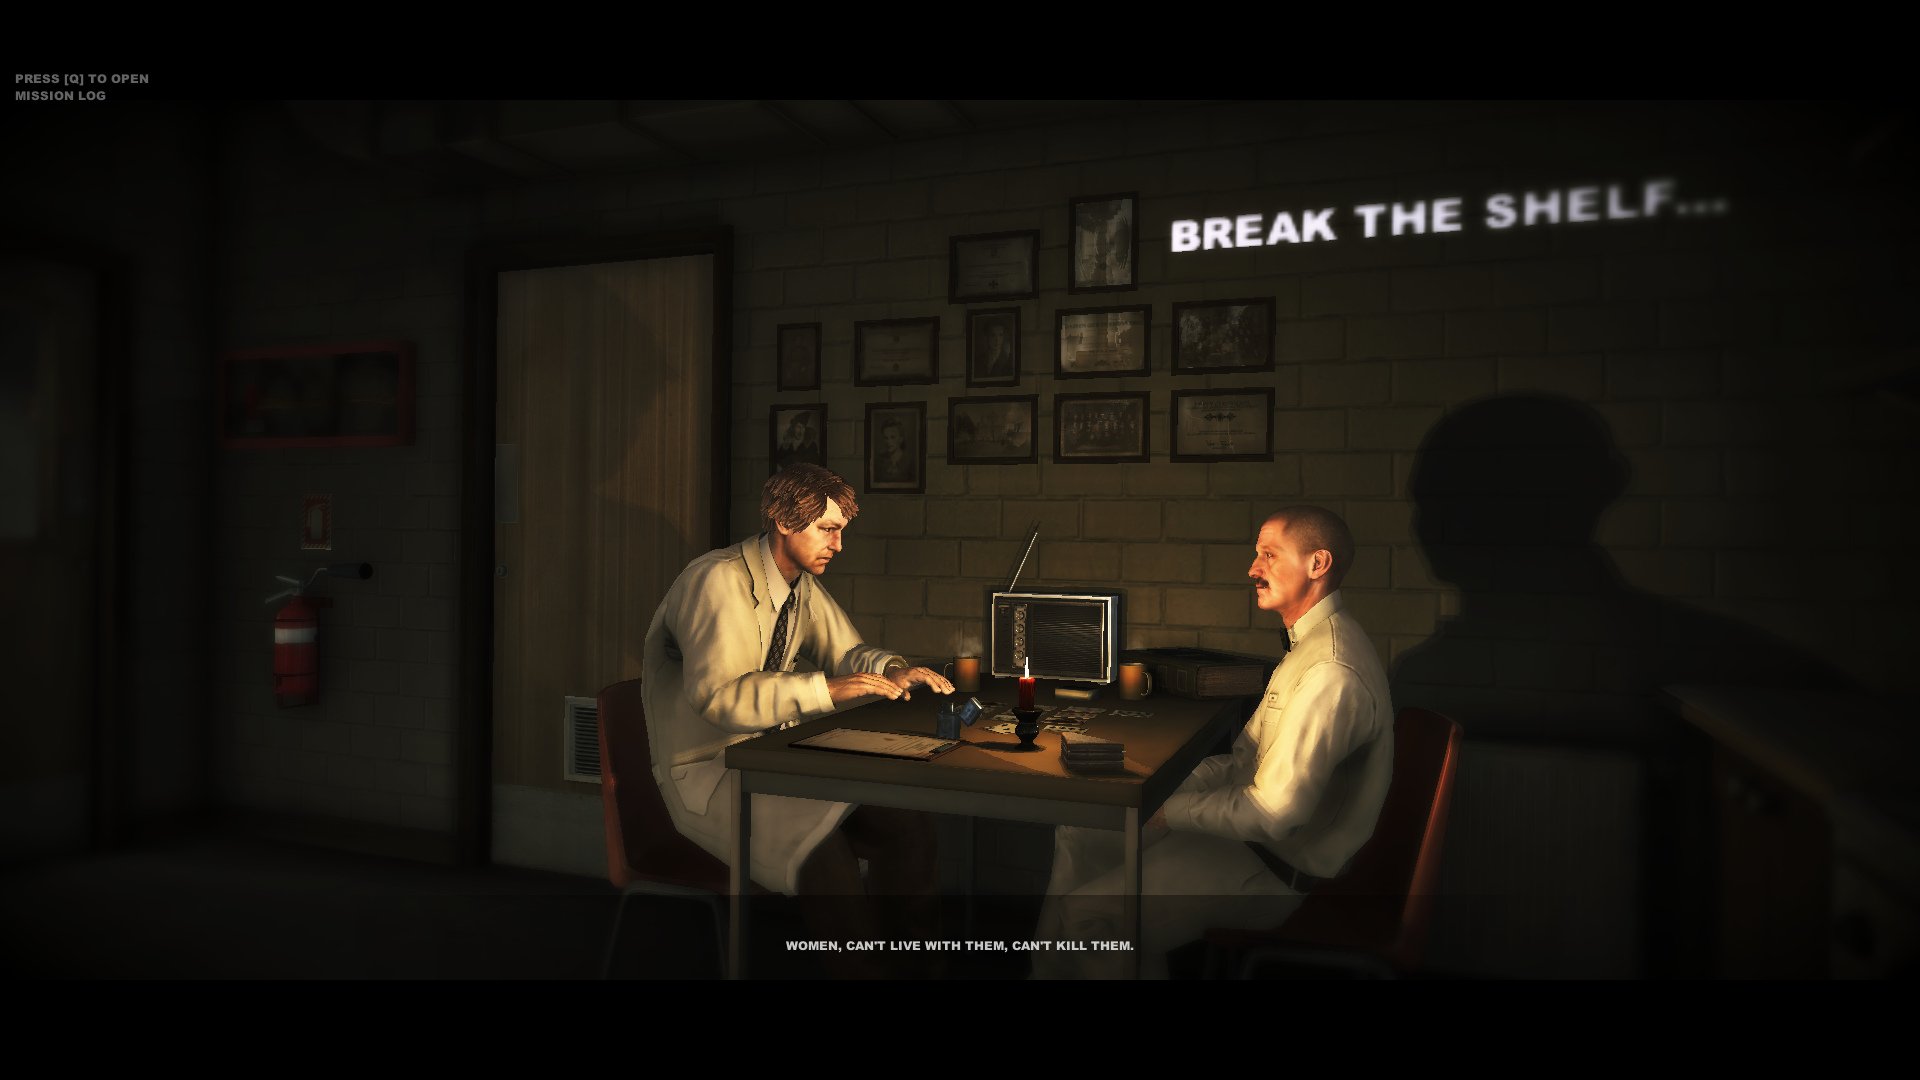 PRESS [Q] TO OPEN
MISSION LOG
BREAK THE SHELF...
WOMEN, CAN'T LIVE WITH THEM, CAN'T KILL THEM.